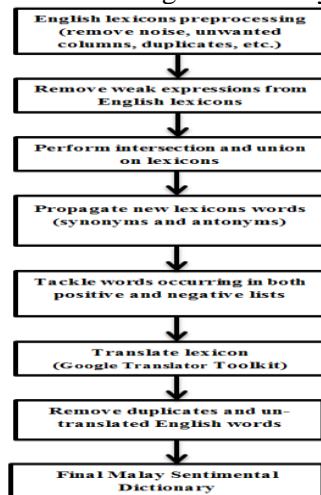 English lexicons preprocessing
(remove noise, unwanted
columns, duplicates, etc.)
Remove weak expressions from
English lexicons
Perform intersection and union
on lexicons
Propagate new lexicons words
(synonyms and antonyms)
Tackle words occurring in both
positive and negative lists
Translate lexicon
(Google Translator Toolkit)
Remove duplicates and un-
translated English words
Final Malay Sentimental
Dictionary